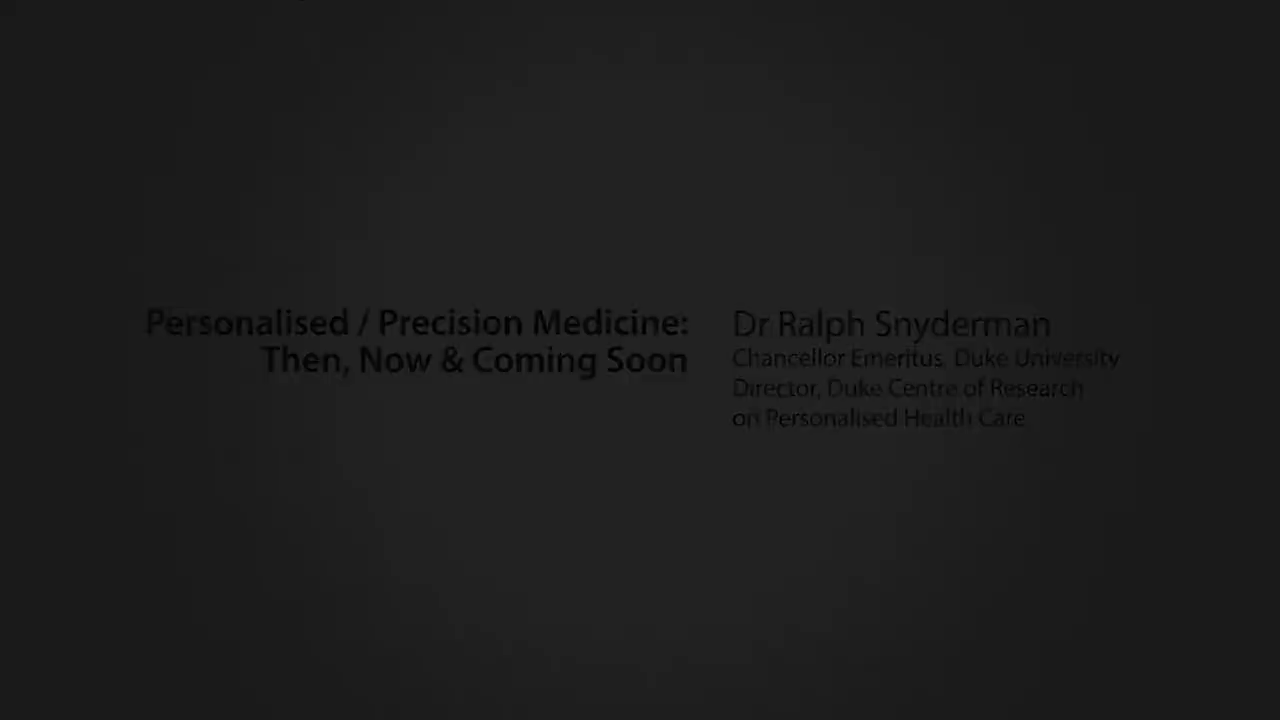 Personalised / Precision Medicine:
Then, Now & Coming Soon
Dr Ralph Snyderman
Chancellor Emeritus, Duke University
Director, Duke Centre of Research
on Personalised Health Care